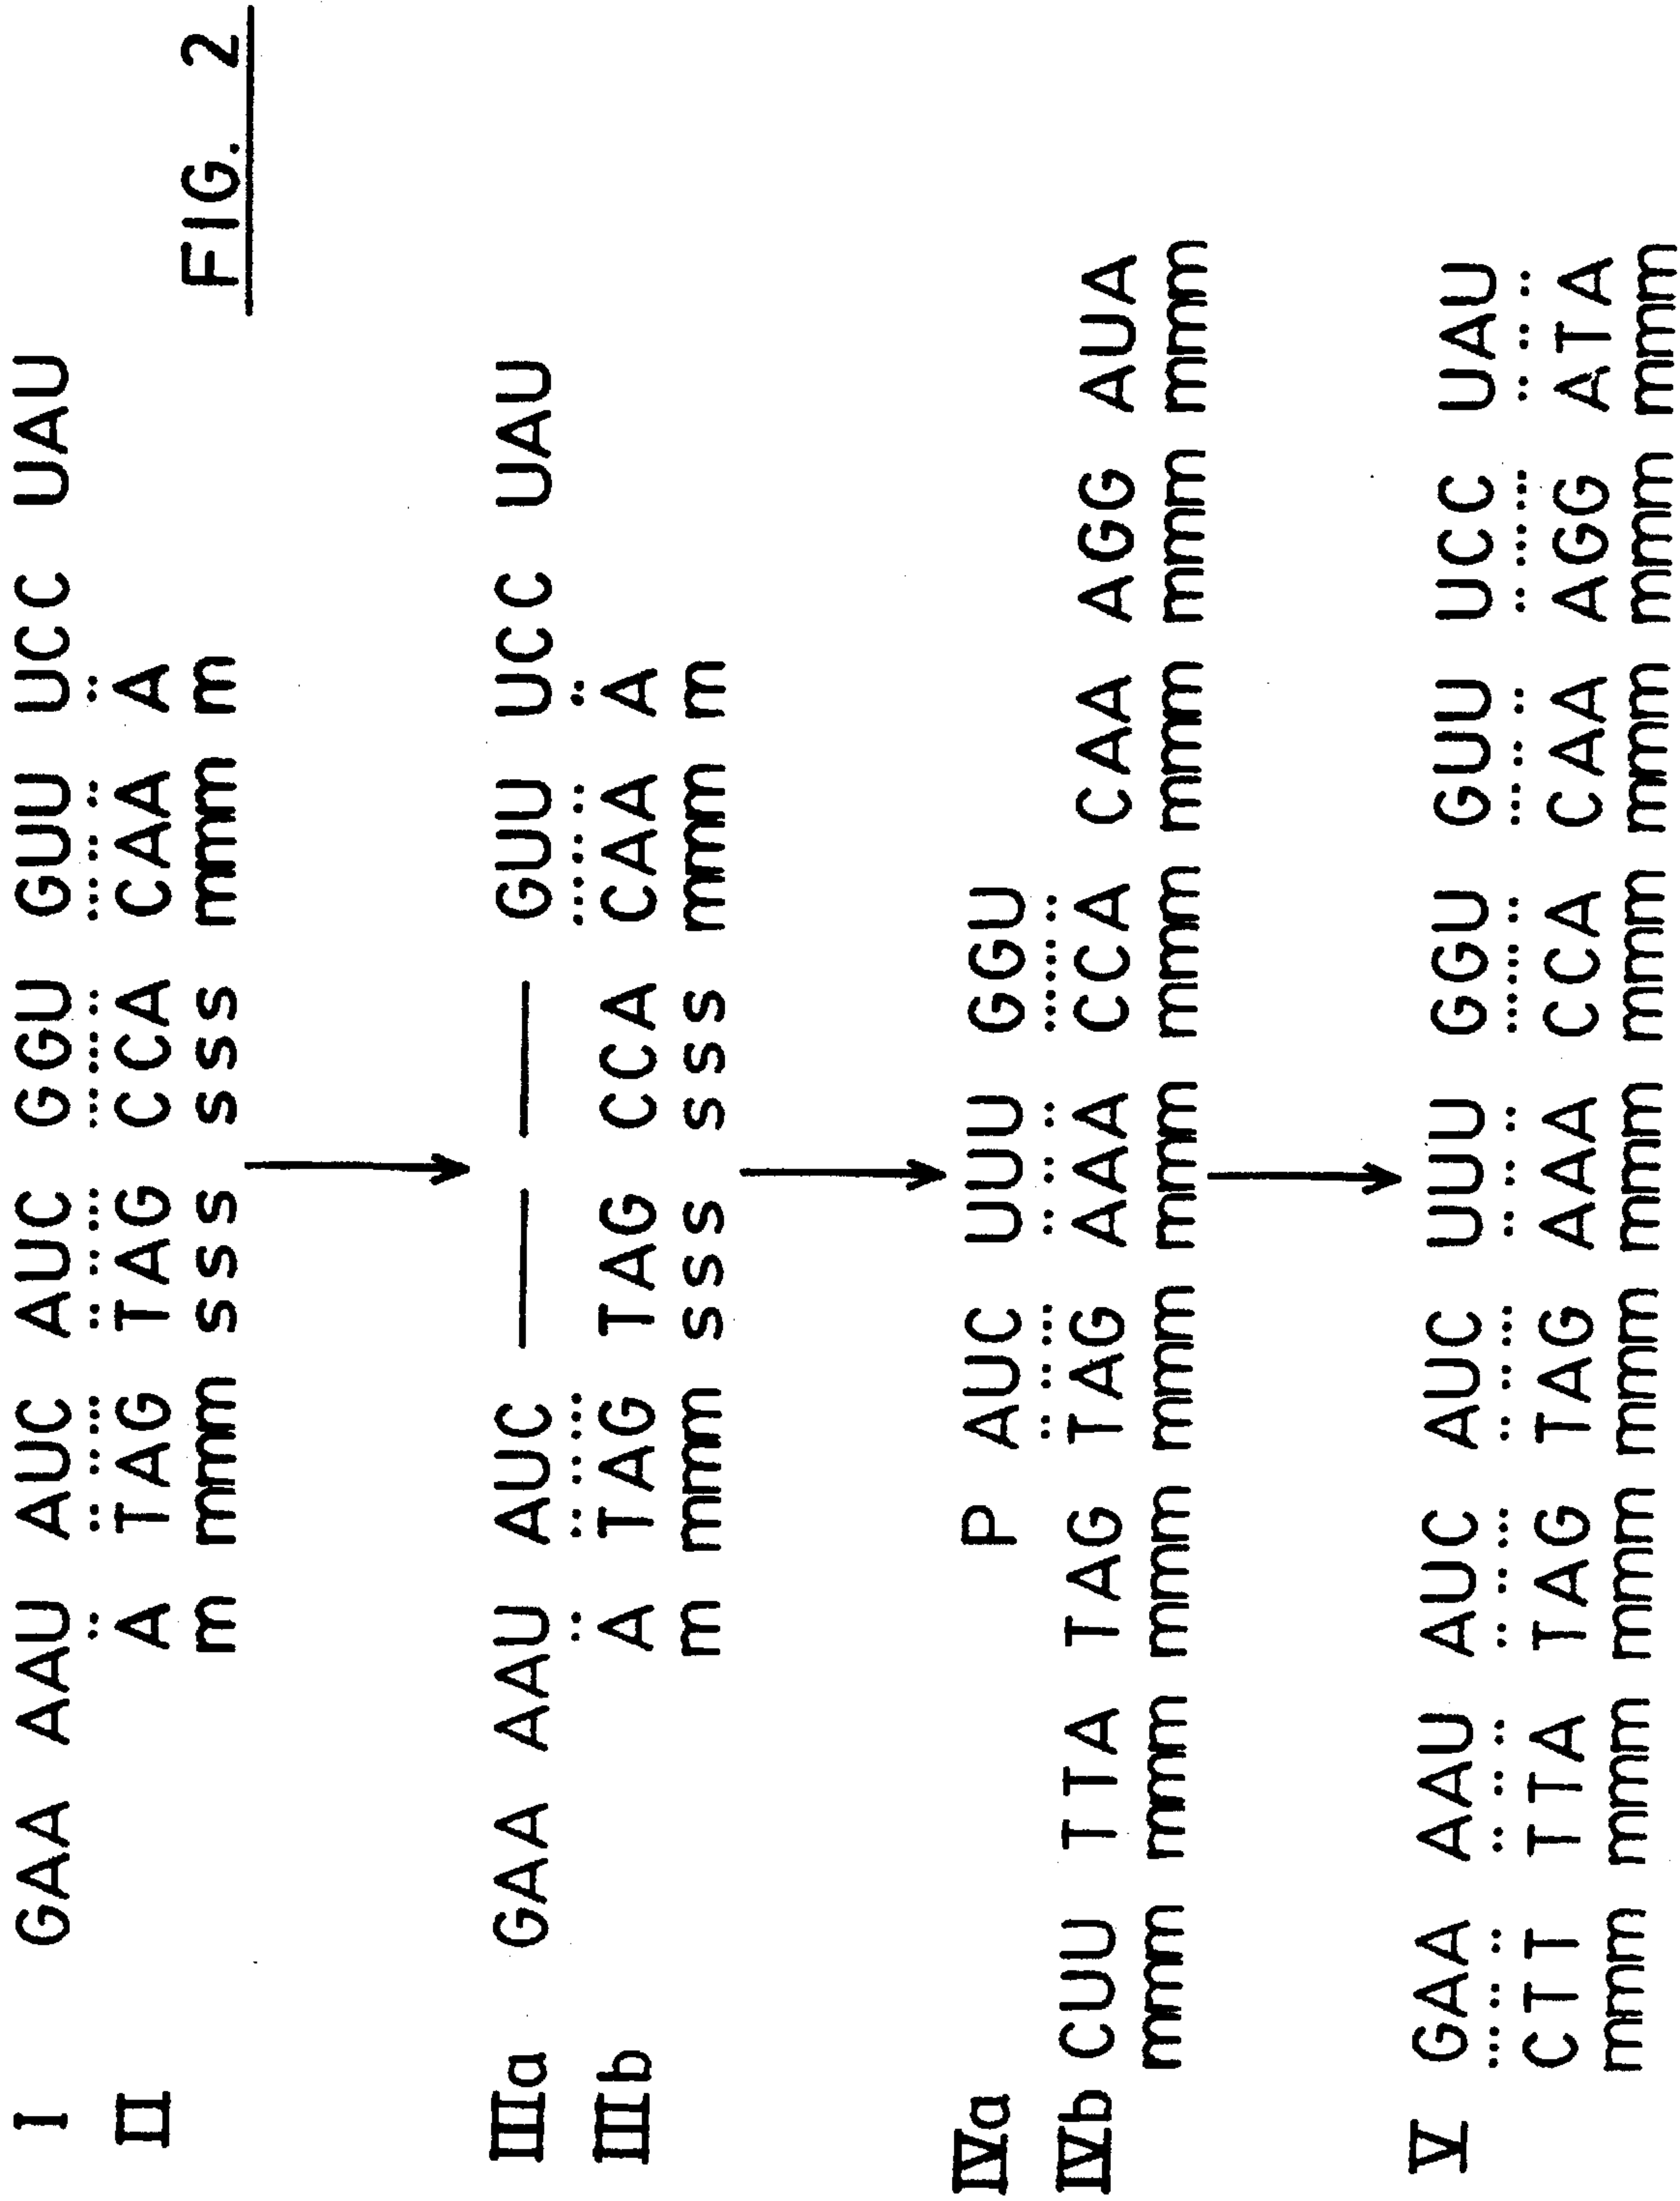 FIG. 2
I GAA AAU AUC AUC GGU GUU UCC UAU
II A TAG TAG CCA CAA A
m mmm sss sss mmm m
IIIa GAA AAU AUC — — GUU UCC UAU
IIIb A TAG TAG CCA CAA A
m mmm sss sss mmm m
IVa P AUC UUU GGU
IVb CUU TTA TAG TAG AAA CCA CAA AGG AUA
mmm mmm mmm mmm mmm mmm mmm mmm mmm
V GAA AAU AUC AUC UUU GGU GUU UCC UAU
CTT TTA TAG TAG AAA CCA CAA AGG ATA
mmm mmm mmm mmm mmm mmm mmm mmm mmm